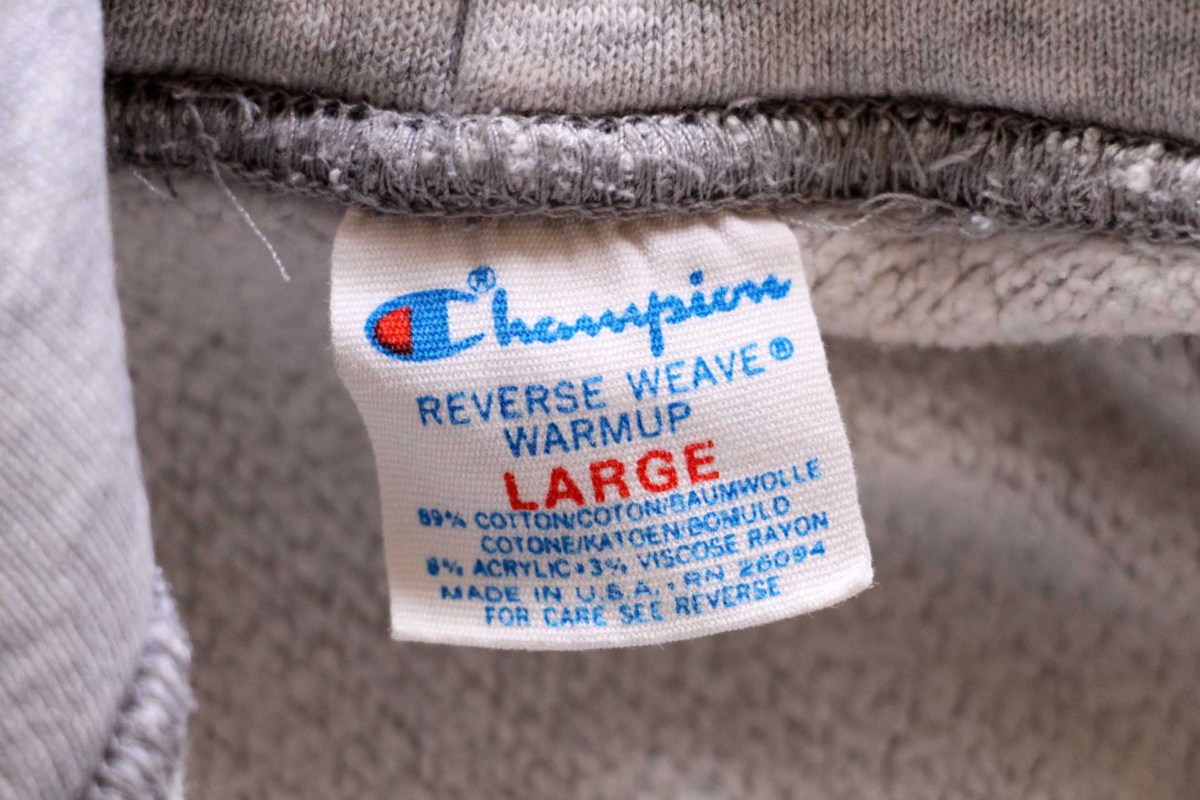 Champion®
REVERSE WEAVE®
WARMUP
LARGE
89% COTTON/COTON/BAUMWOLLE
COTONE/KATOEN/BOMULD
8% ACRYLIC•3% VISCOSE RAYON
MADE IN U.S.A. • RN 26094
FOR CARE SEE REVERSE